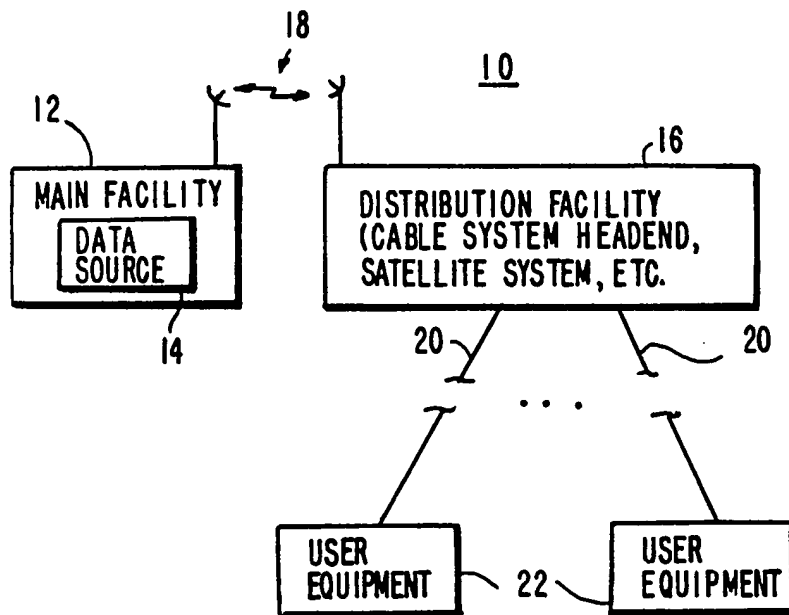 18
10
12
16
MAIN FACILITY
DATA
SOURCE
14
DISTRIBUTION FACILITY
(CABLE SYSTEM HEADEND,
SATELLITE SYSTEM, ETC.
20
20
...
USER
EQUIPMENT
22
USER
EQUIPMENT